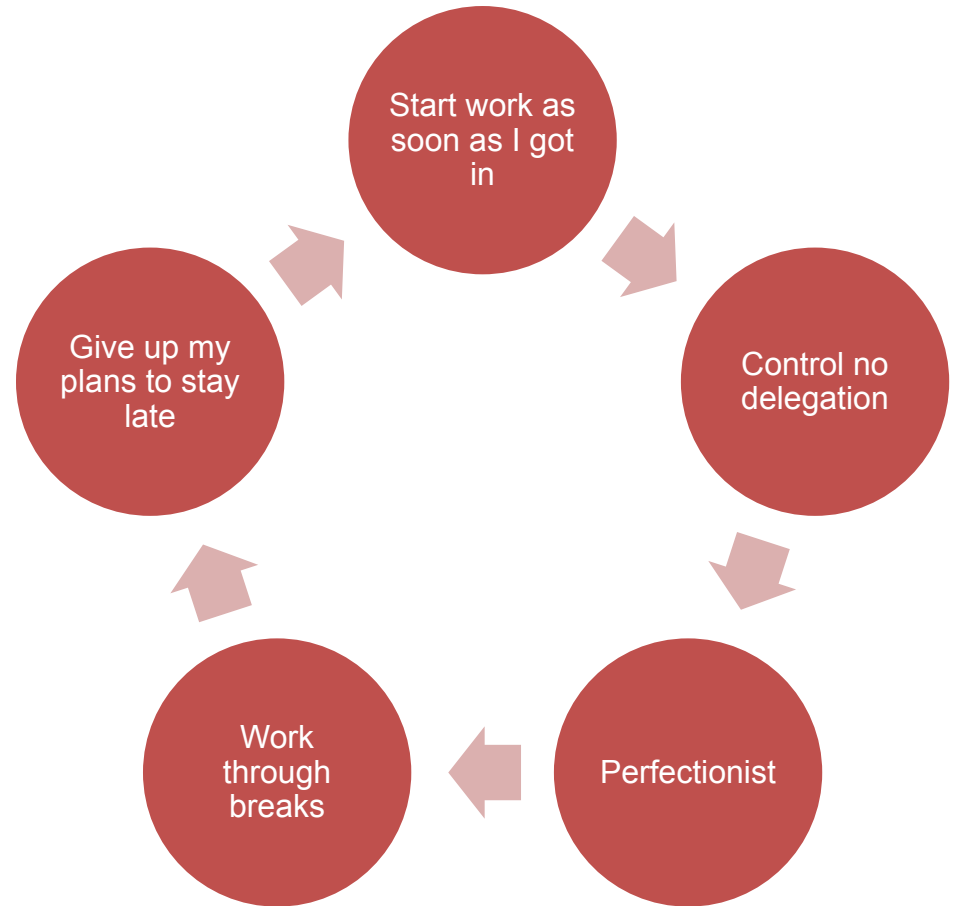 Start work as
soon as I got
in
Control no
delegation
Perfectionist
Work
through
breaks
Give up my
plans to stay
late